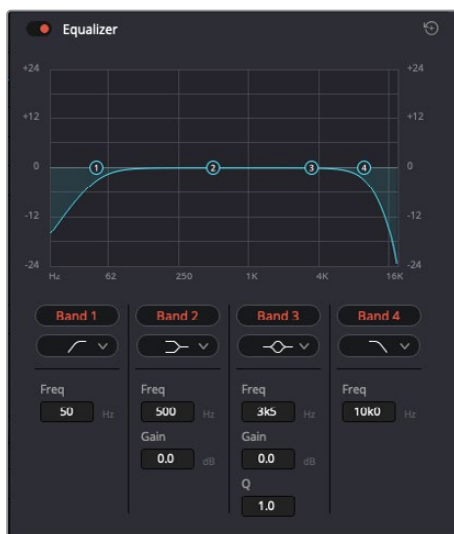 Equalizer
+24 +24
+12 +12
1 2 3 4
0 0
-12 -12
-24 -24
Hz 62 250 1K 4K 16K
Band 1 Band 2 Band 3 Band 4
Freq Freq Freq Freq
50 Hz 500 Hz 3k5 Hz 10k0 Hz
Gain Gain
0.0 dB 0.0 dB
Q
1.0